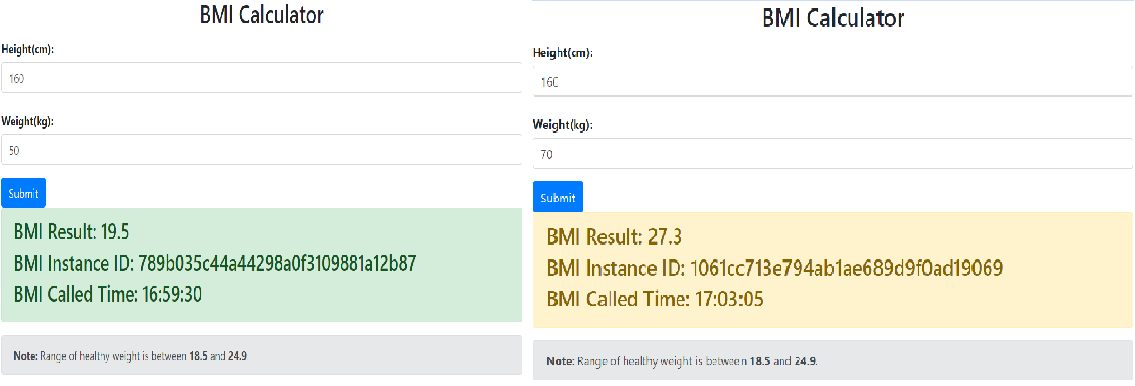 BMI Calculator
Height(cm):
160
Weight(kg):
50
Submit
BMI Result: 19.5
BMI Instance ID: 789b035c44a44298a0f3109881a12b87
BMI Called Time: 16:59:30
Note: Range of healthy weight is between 18.5 and 24.9
BMI Calculator
Height(cm):
160
Weight(kg):
70
Submit
BMI Result: 27.3
BMI Instance ID: 1061cc713e794ab1ae689d9f0ad19069
BMI Called Time: 17:03:05
Note: Range of healthy weight is between 18.5 and 24.9.